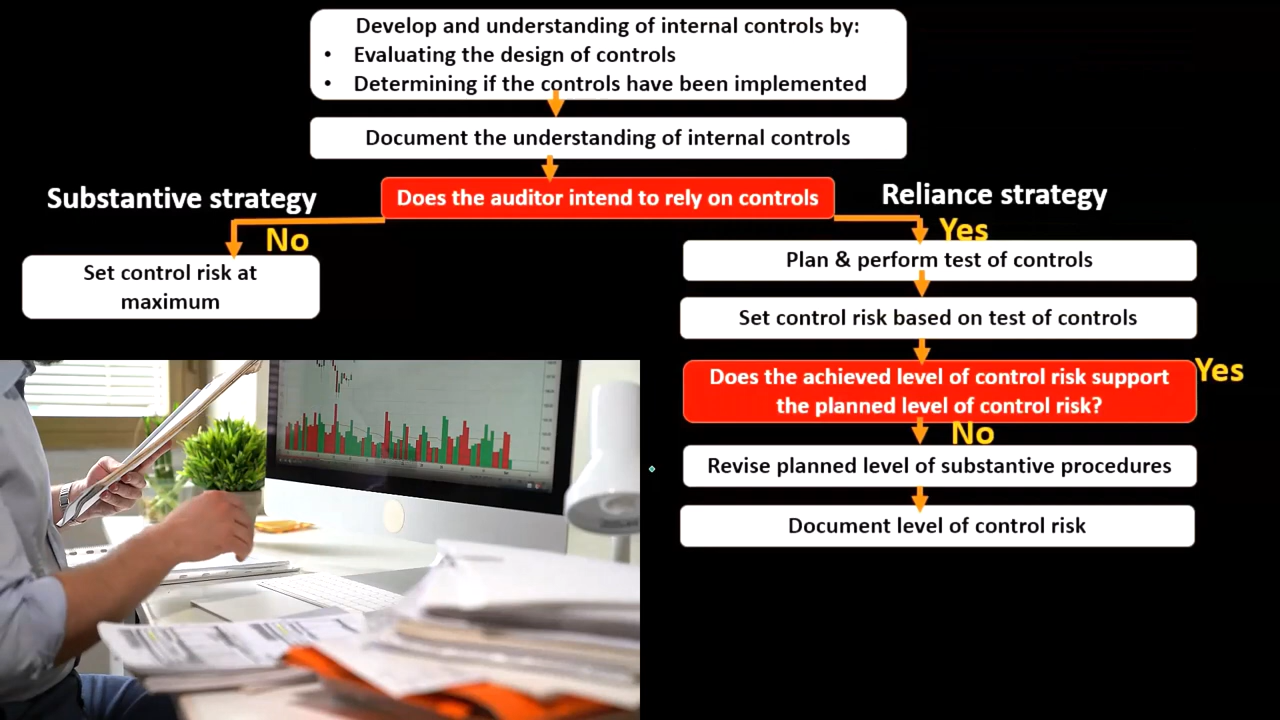 Develop and understanding of internal controls by:
• Evaluating the design of controls
• Determining if the controls have been implemented
Document the understanding of internal controls
Does the auditor intend to rely on controls
Substantive strategy
No
Set control risk at
maximum
Reliance strategy
Yes
Plan & perform test of controls
Set control risk based on test of controls
Does the achieved level of control risk support
the planned level of control risk?
Yes
No
Revise planned level of substantive procedures
Document level of control risk